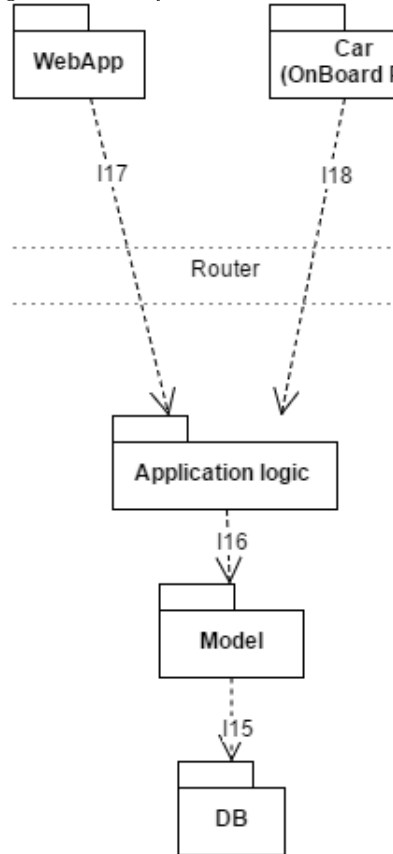 WebApp
Car
(OnBoard
I17
I18
Router
Application logic
I16
Model
I15
DB